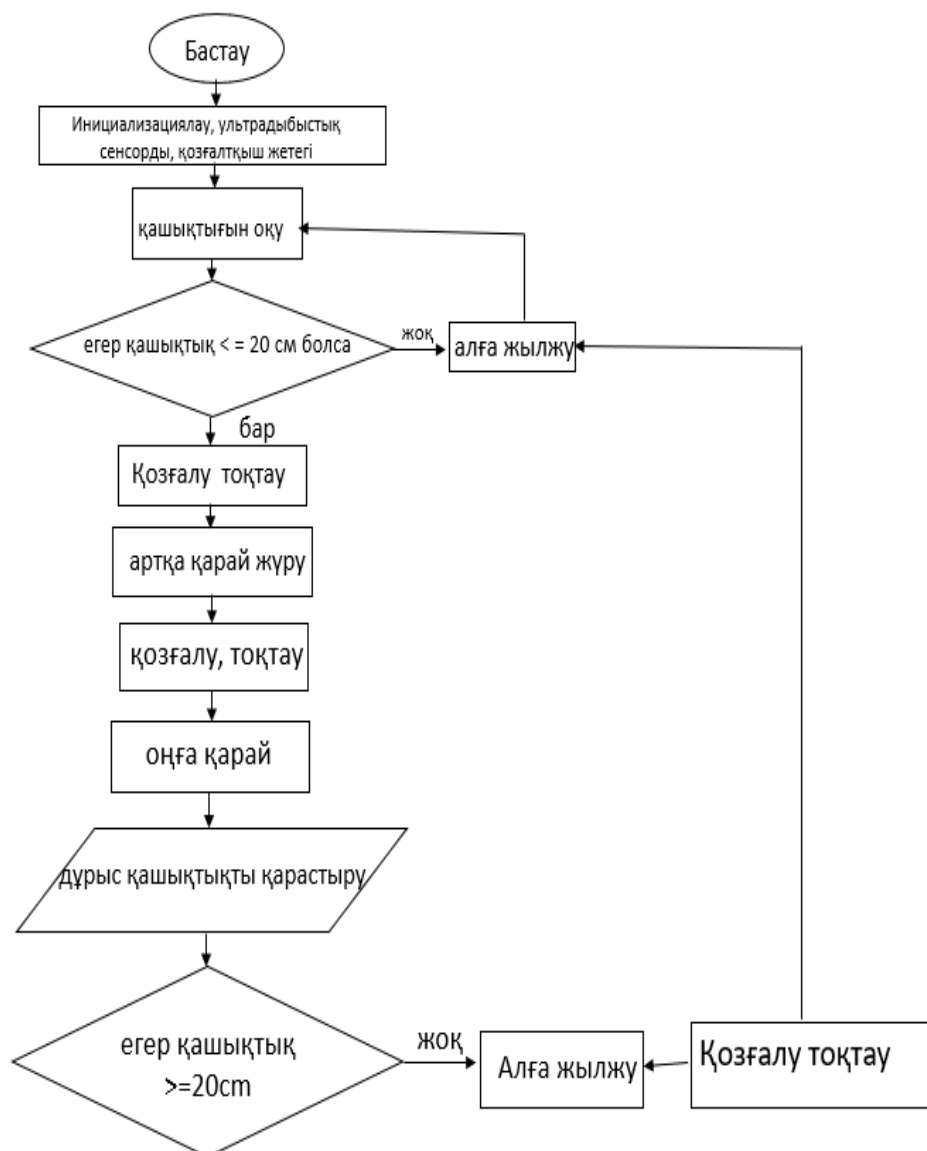 Бастау
Инициализациялау, ультрадыбыстық
сенсорды, қозғалтқыш жетегі
қашықтығын оқу
егер қашықтық < = 20 см болса
жоқ
алға жылжу
бар
Қозғалу тоқтау
артқа қарай жүру
қозғалу, тоқтау
оңға қарай
дұрыс қашықтықты қарастыру
егер қашықтық
>=20cm
жоқ
Алға жылжу
Қозғалу тоқтау